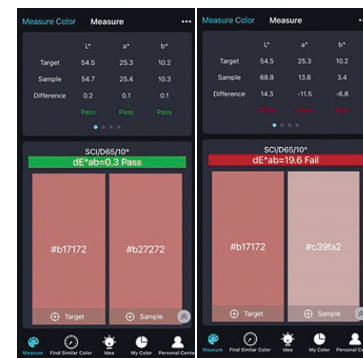 Measure Color Measure •••
L* a* b*
Target 54.5 25.3 10.2
Sample 54.7 25.4 10.3
Difference 0.2 0.1 0.1
Pass Pass Pass
SCI/D65/10°
dE*ab=0.3 Pass
#b17172 #b27272
Target Sample
Measure Find Similar Color Idea My Color Personal Cente
Measure Color Measure •••
L* a* b*
Target 54.5 25.3 10.2
Sample 68.8 13.8 3.4
Difference 14.3 -11.5 -6.8
SCI/D65/10°
dE*ab=19.6 Fail
#b17172 #c39fa2
Target Sample
Measure Find Similar Color Idea My Color Personal Cente